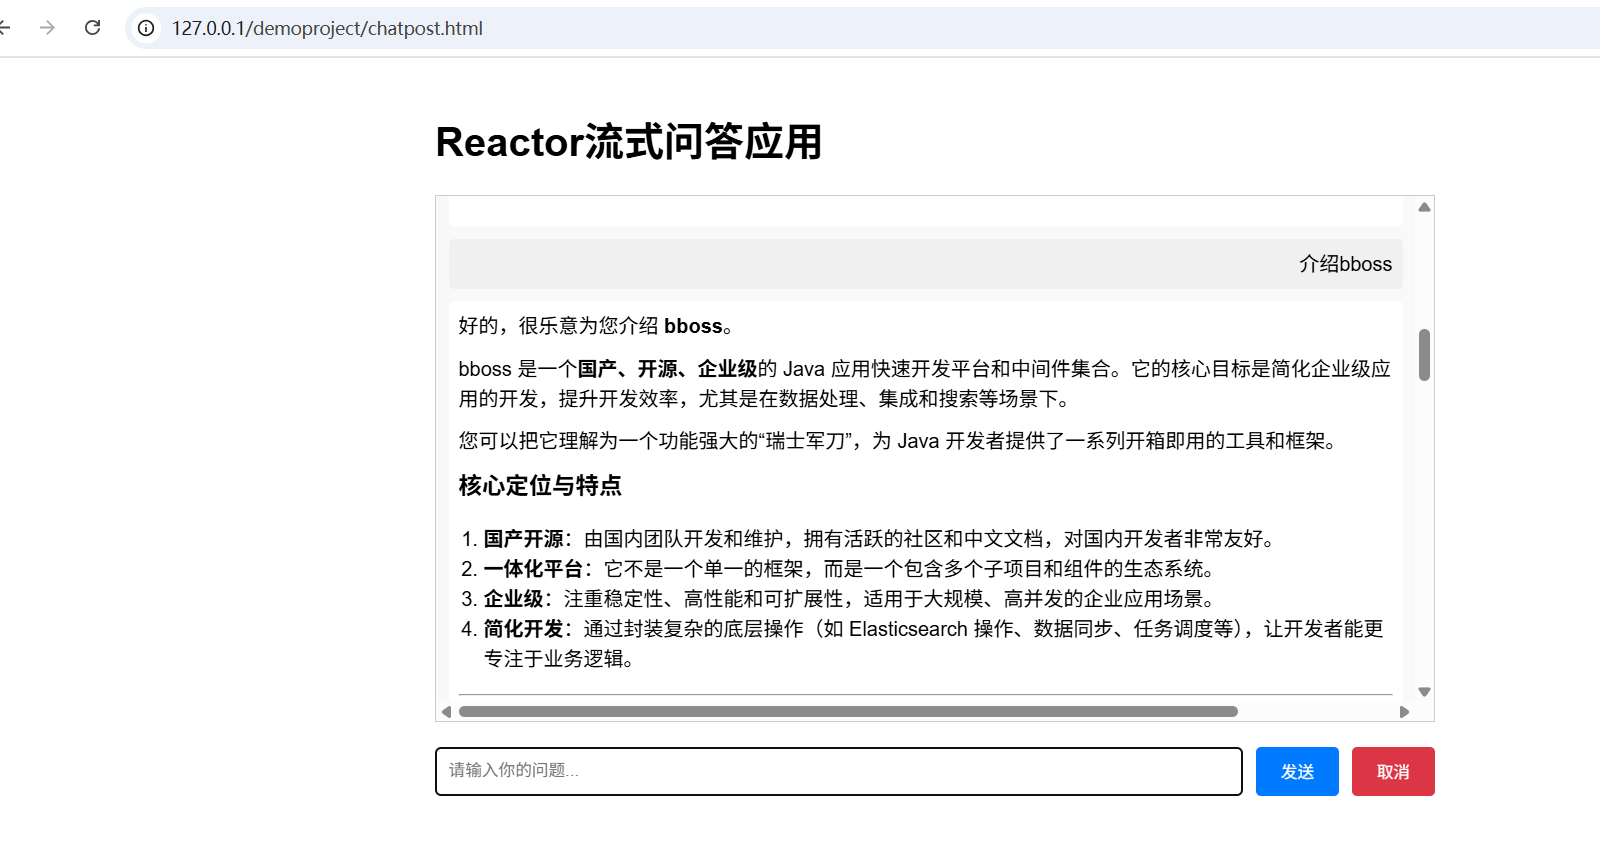 127.0.0.1/demoproject/chatpost.html
Reactor流式问答应用
介绍bboss
好的，很乐意为您介绍 bboss。
bboss 是一个国产、开源、企业级的 Java 应用快速开发平台和中间件集合。它的核心目标是简化企业级应
用的开发，提升开发效率，尤其是在数据处理、集成和搜索等场景下。
您可以把它理解为一个功能强大的“瑞士军刀”，为 Java 开发者提供了一系列开箱即用的工具和框架。
核心定位与特点
1. 国产开源：由国内团队开发和维护，拥有活跃的社区和中文文档，对国内开发者非常友好。
2. 一体化平台：它不是一个单一的框架，而是一个包含多个子项目和组件的生态系统。
3. 企业级：注重稳定性、高性能和可扩展性，适用于大规模、高并发的企业应用场景。
4. 简化开发：通过封装复杂的底层操作（如 Elasticsearch 操作、数据同步、任务调度等），让开发者能更
专注于业务逻辑。
请输入你的问题...
发送
取消